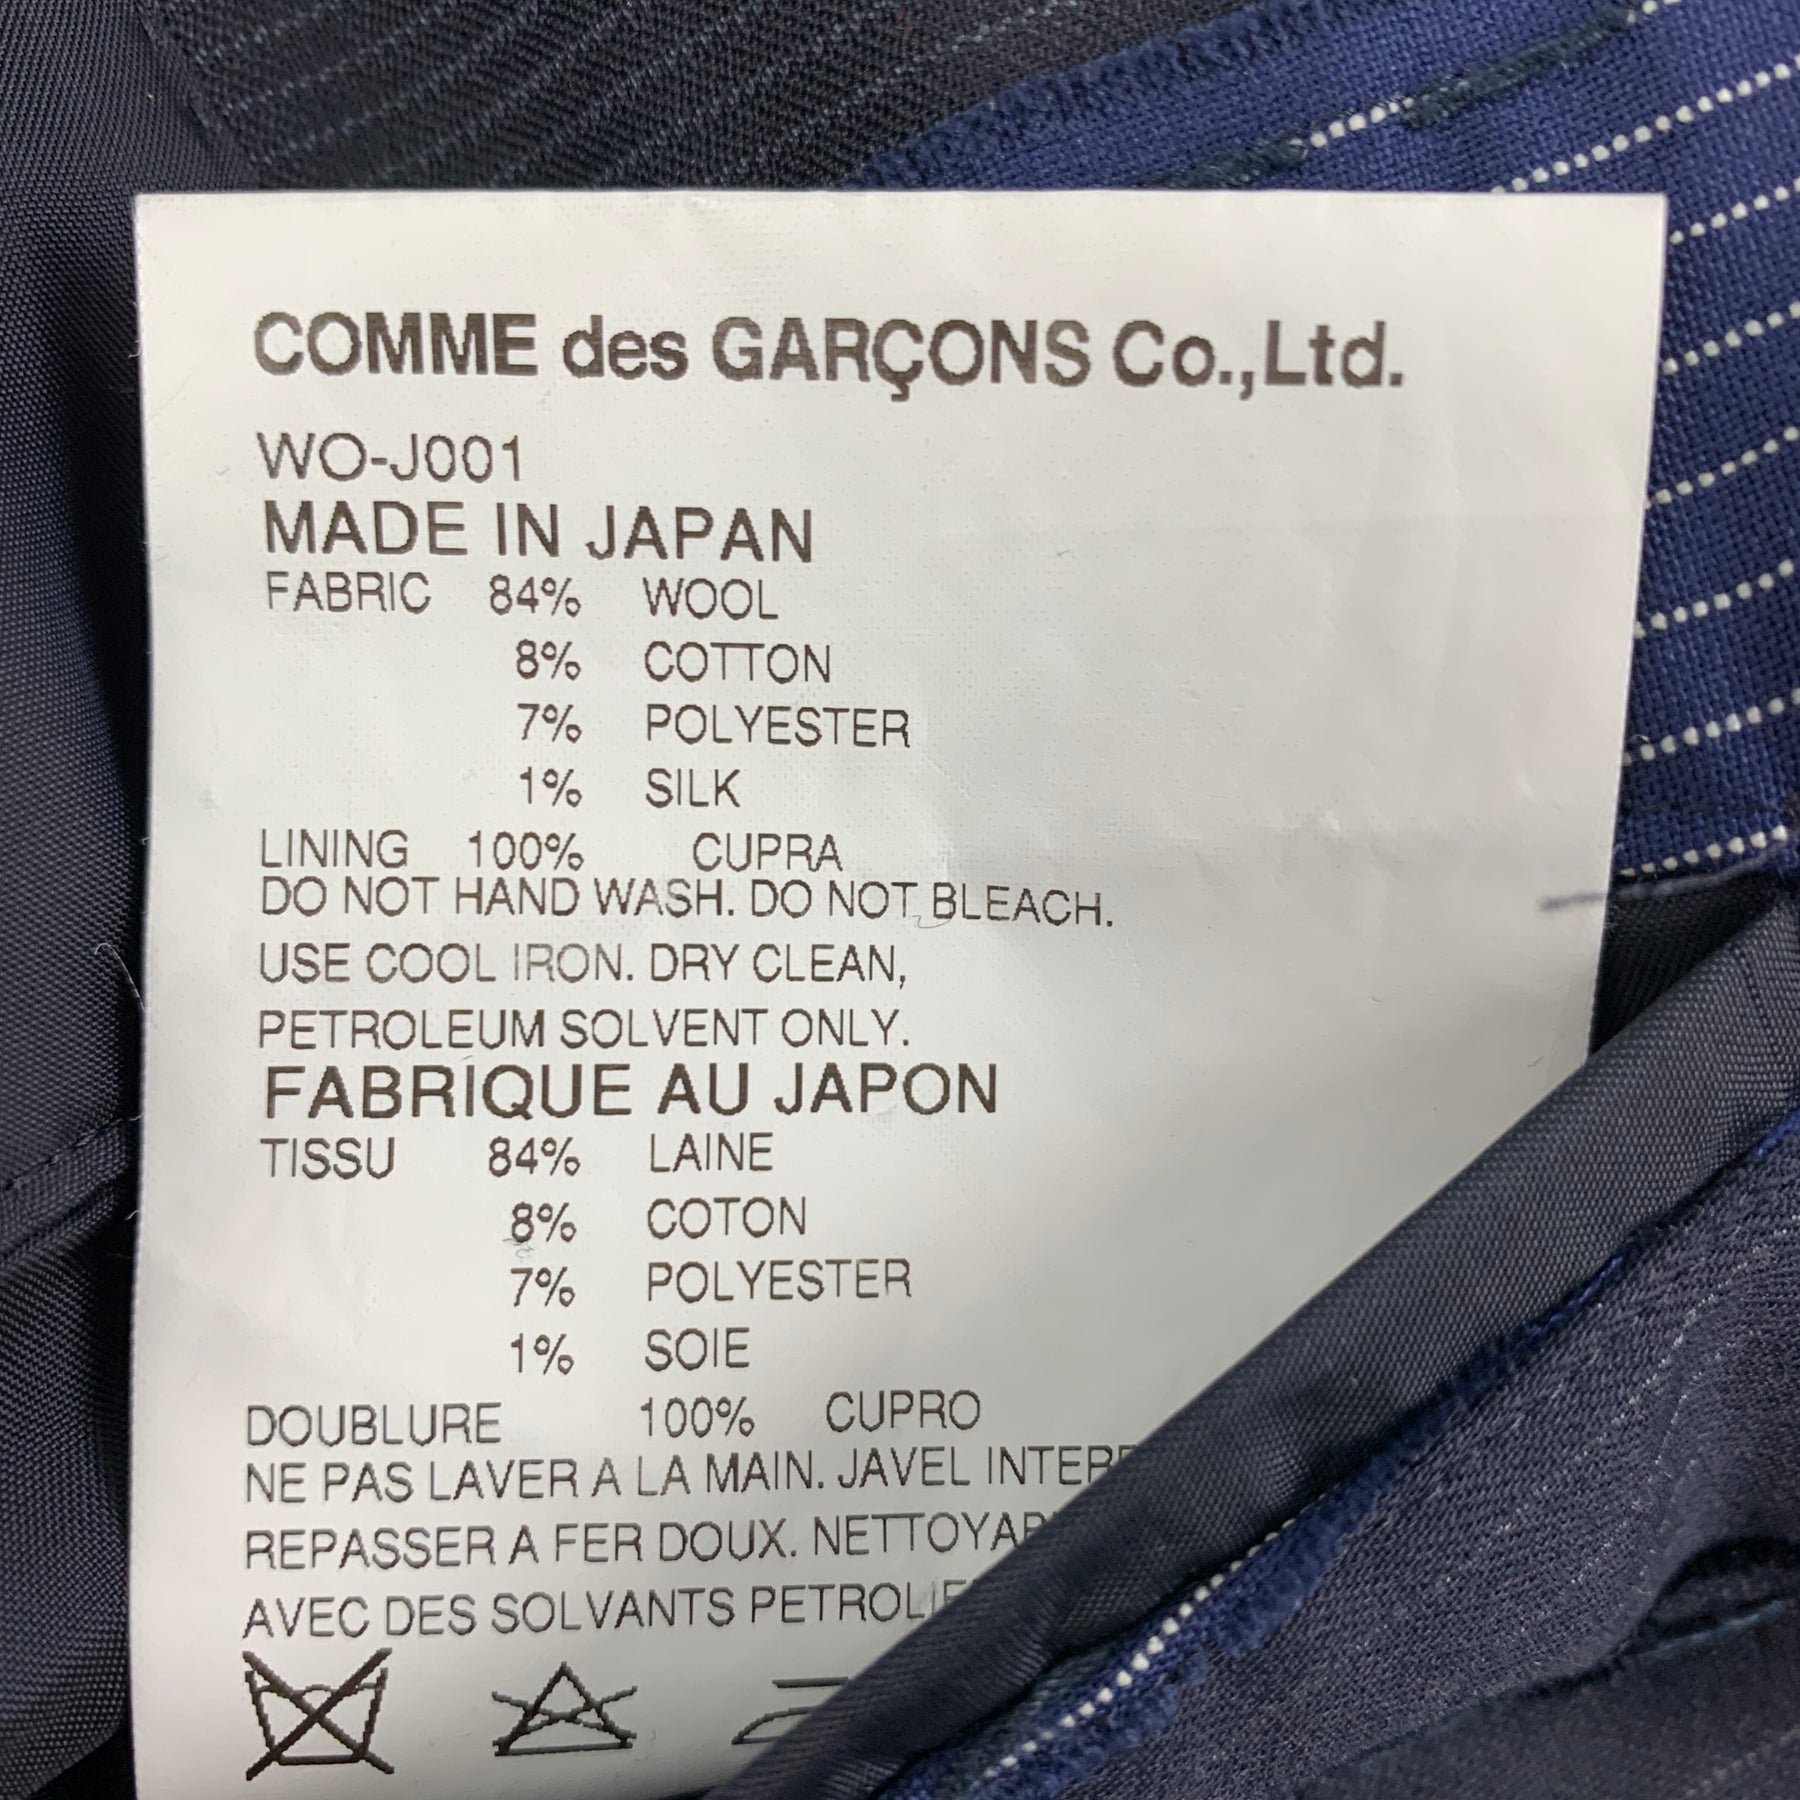 COMME des GARÇONS Co.,Ltd.
WO-J001
MADE IN JAPAN
FABRIC 84% WOOL
8% COTTON
7% POLYESTER
1% SILK
LINING 100% CUPRA
DO NOT HAND WASH. DO NOT BLEACH.
USE COOL IRON. DRY CLEAN,
PETROLEUM SOLVENT ONLY.
FABRIQUE AU JAPON
TISSU 84% LAINE
8% COTON
7% POLYESTER
1% SOIE
DOUBLURE 100% CUPRO
NE PAS LAVER A LA MAIN. JAVEL
REPASSER A FER DOUX.
AVEC DES SOLVANTS